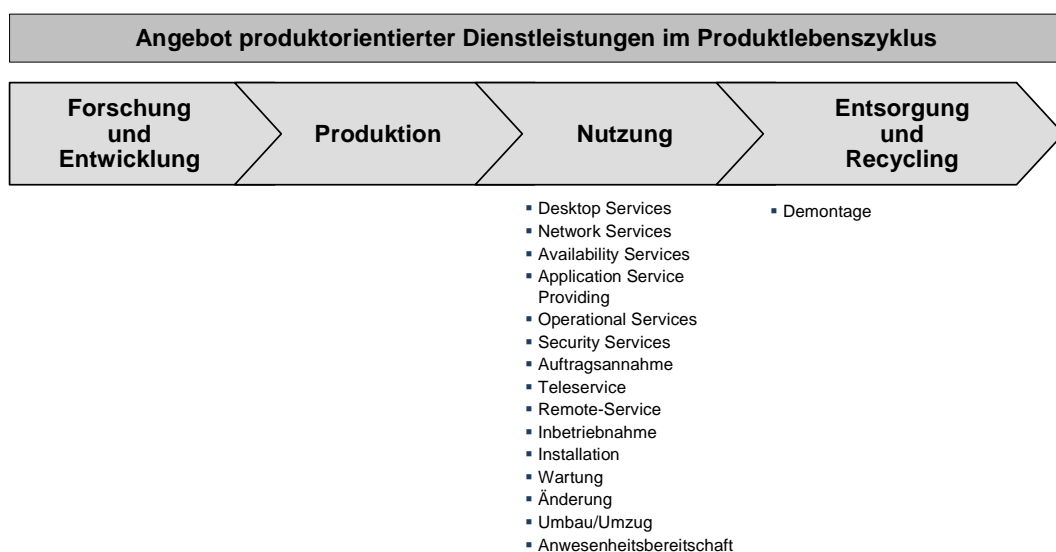 Angebot produktorientierter Dienstleistungen im Produktlebenszyklus
Forschung
und
Entwicklung
Produktion
Nutzung
Entsorgung
und
Recycling
▪ Desktop Services
▪ Network Services
▪ Availability Services
▪ Application Service
Providing
▪ Operational Services
▪ Security Services
▪ Auftragsannahme
▪ Teleservice
▪ Remote-Service
▪ Inbetriebnahme
▪ Installation
▪ Wartung
▪ Änderung
▪ Umbau/Umzug
▪ Anwesenheitsbereitschaft
▪ Demontage